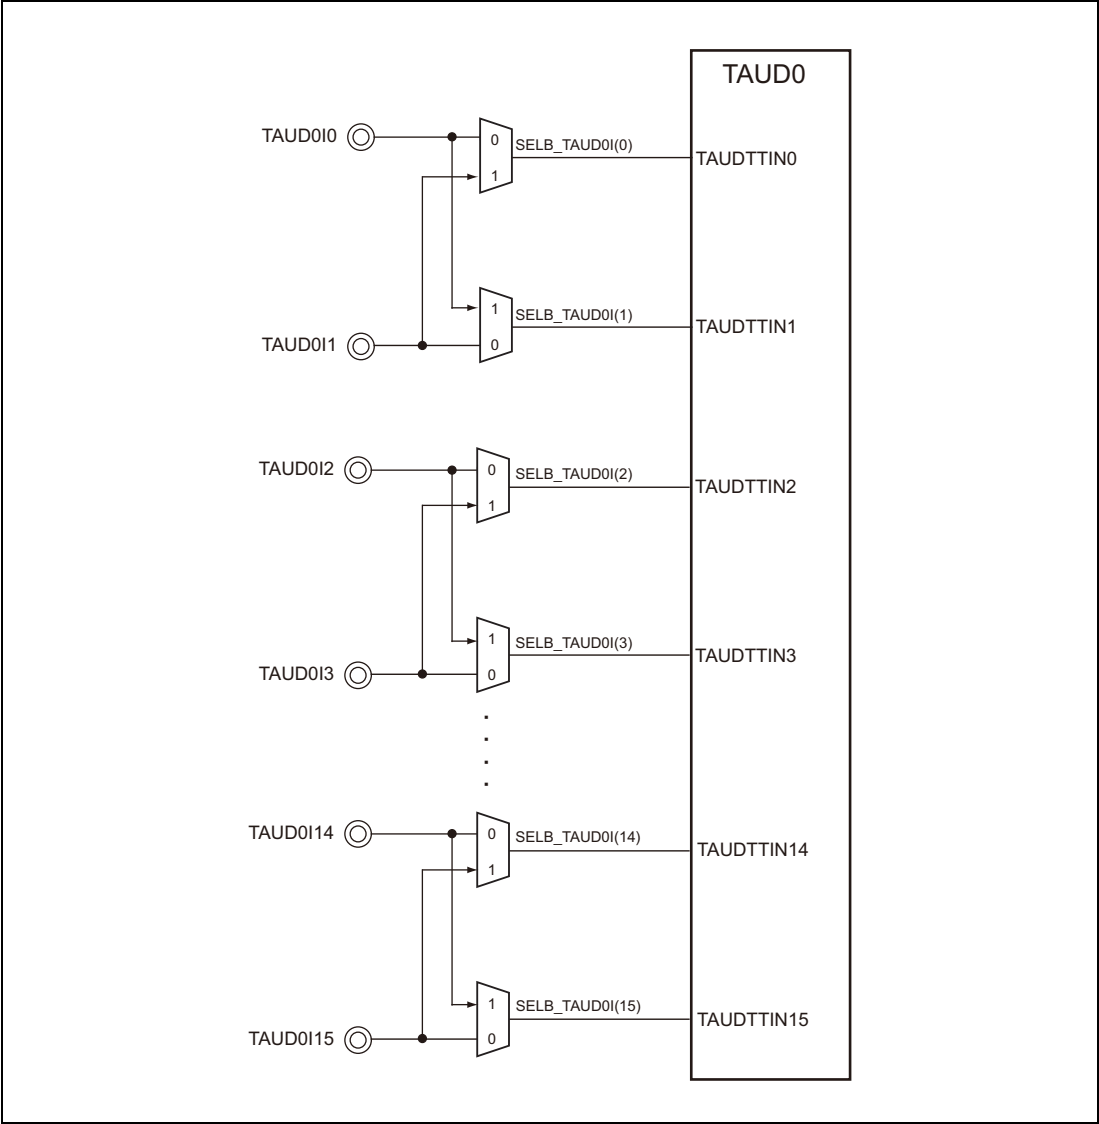 TAUD0
TAUD0I0
0
SELB_TAUD0I(0)
TAUDTTIN0
1
1
SELB_TAUD0I(1)
TAUDTTIN1
TAUD0I1
0
TAUD0I2
0
SELB_TAUD0I(2)
TAUDTTIN2
1
1
SELB_TAUD0I(3)
TAUDTTIN3
TAUD0I3
0
TAUD0I14
0
SELB_TAUD0I(14)
TAUDTTIN14
1
1
SELB_TAUD0I(15)
TAUDTTIN15
TAUD0I15
0